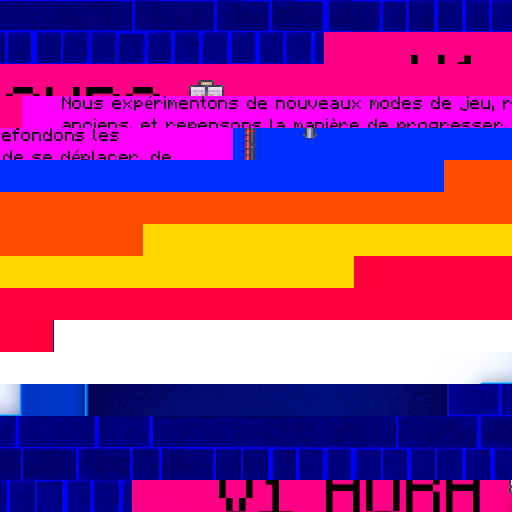 Nous expérimentons de nouveaux modes de jeu, r
anciens, et repensons la manière de progresser,
efondons les
de se déplacer, de
V1 AURA